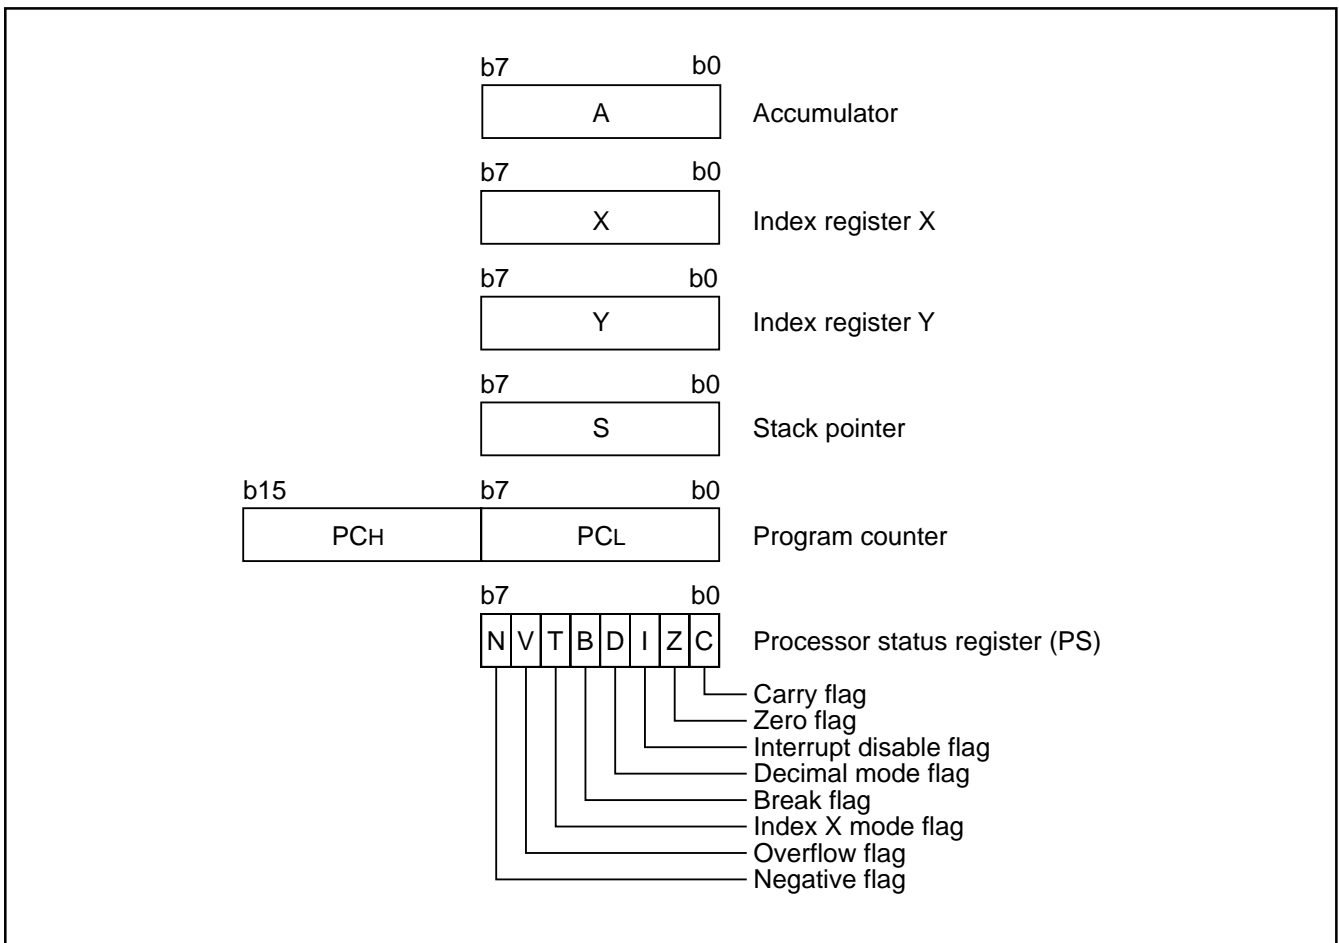 b7 b0
A Accumulator
b7 b0
X Index register X
b7 b0
Y Index register Y
b7 b0
S Stack pointer
b15 b7 b0
PCH PCL Program counter
b7 b0
N V T B D I Z C Processor status register (PS)
Carry flag
Zero flag
Interrupt disable flag
Decimal mode flag
Break flag
Index X mode flag
Overflow flag
Negative flag